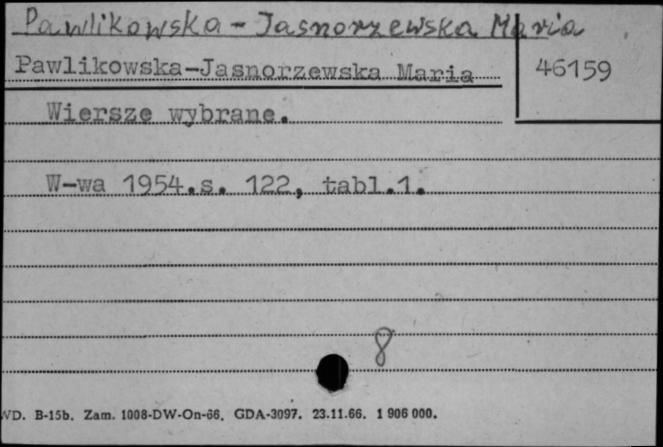 Pawlikowska-Jasnorzewska Maria
Pawlikowska-Jasnorzewska Maria
46159
Wiersze wybrane.
W-wa 1954.s. 122, tabl.1.
8
WD. B-15b. Zam. 1008-DW-On-66. GDA-3097. 23.11.66. 1 906 000.